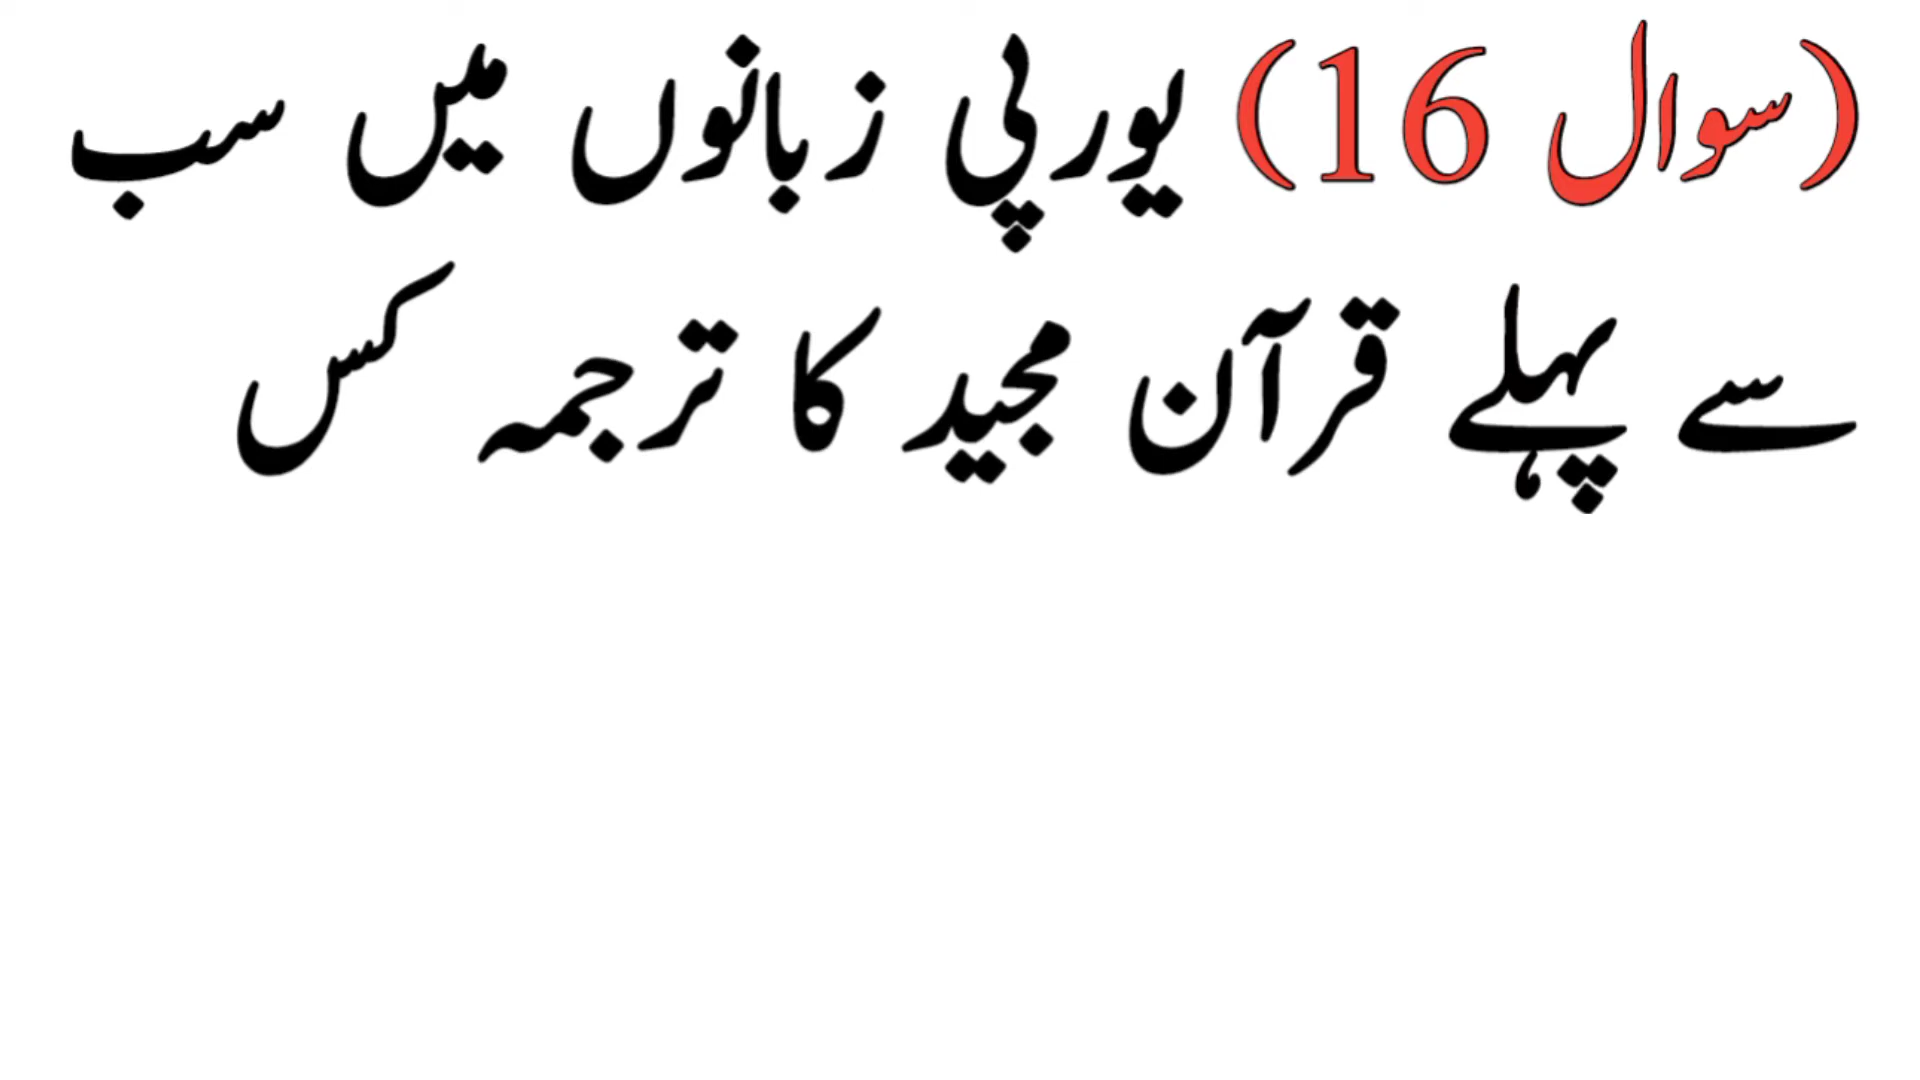 (سوال 16) یورپی زبانوں میں سب
سے پہلے قرآن مجید کا ترجمہ کس